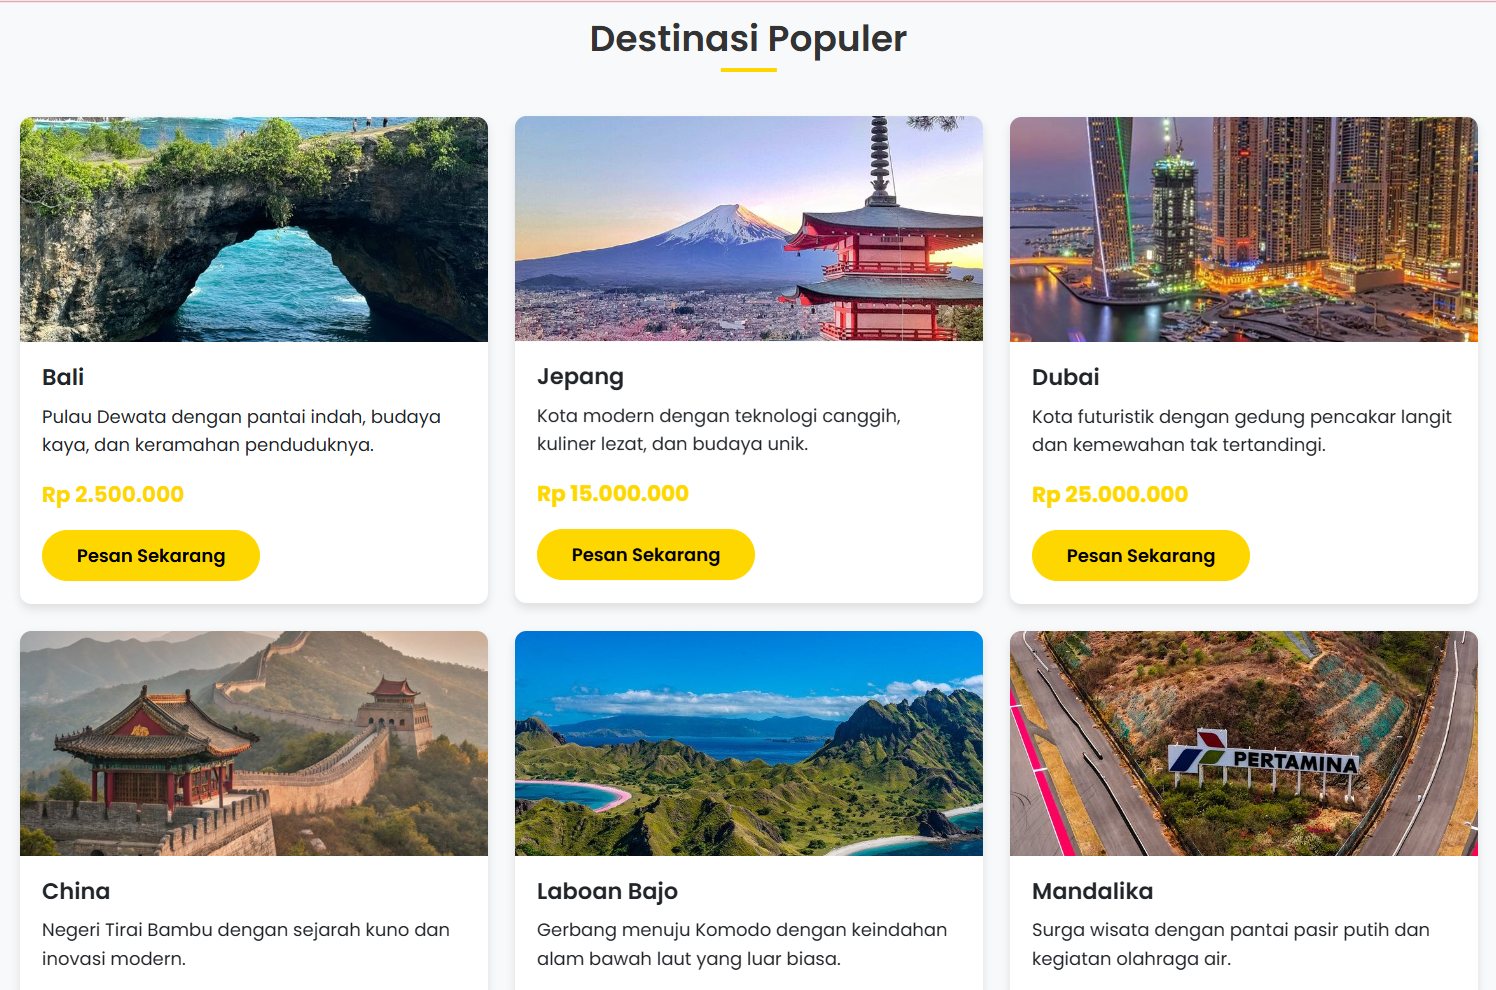 Destinasi Populer
Bali
Pulau Dewata dengan pantai indah, budaya
kaya, dan keramahan penduduknya.
Rp 2.500.000
Pesan Sekarang
Jepang
Kota modern dengan teknologi canggih,
kuliner lezat, dan budaya unik.
Rp 15.000.000
Pesan Sekarang
Dubai
Kota futuristik dengan gedung pencakar langit
dan kemewahan tak tertandingi.
Rp 25.000.000
Pesan Sekarang
China
Negeri Tirai Bambu dengan sejarah kuno dan
inovasi modern.
Laboan Bajo
Gerbang menuju Komodo dengan keindahan
alam bawah laut yang luar biasa.
PERTAMINA
Mandalika
Surga wisata dengan pantai pasir putih dan
kegiatan olahraga air.